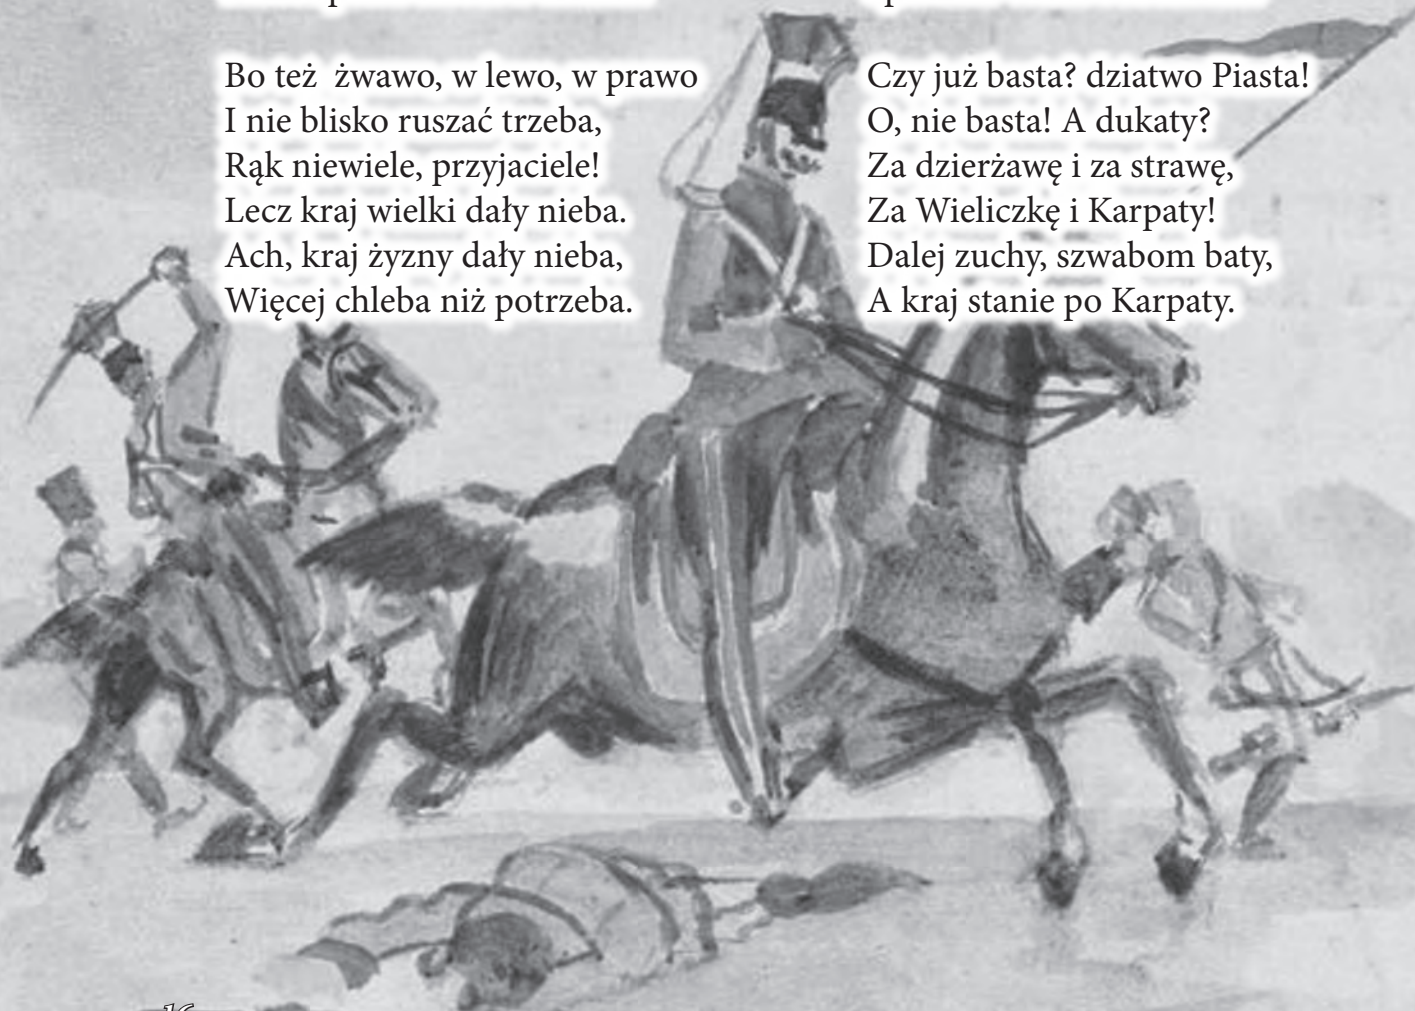 Bo też żwawo, w lewo, w prawo
I nie blisko ruszać trzeba,
Rąk niewiele, przyjaciele!
Lecz kraj wielki dały nieba.
Ach, kraj żyzny dały nieba,
Więcej chleba niż potrzeba.
Czy już basta? dziatwo Piasta!
O, nie basta! A dukaty?
Za dzierżawę i za strawę,
Za Wieliczkę i Karpaty!
Dalej zuchy, szwabom baty,
A kraj stanie po Karpaty.